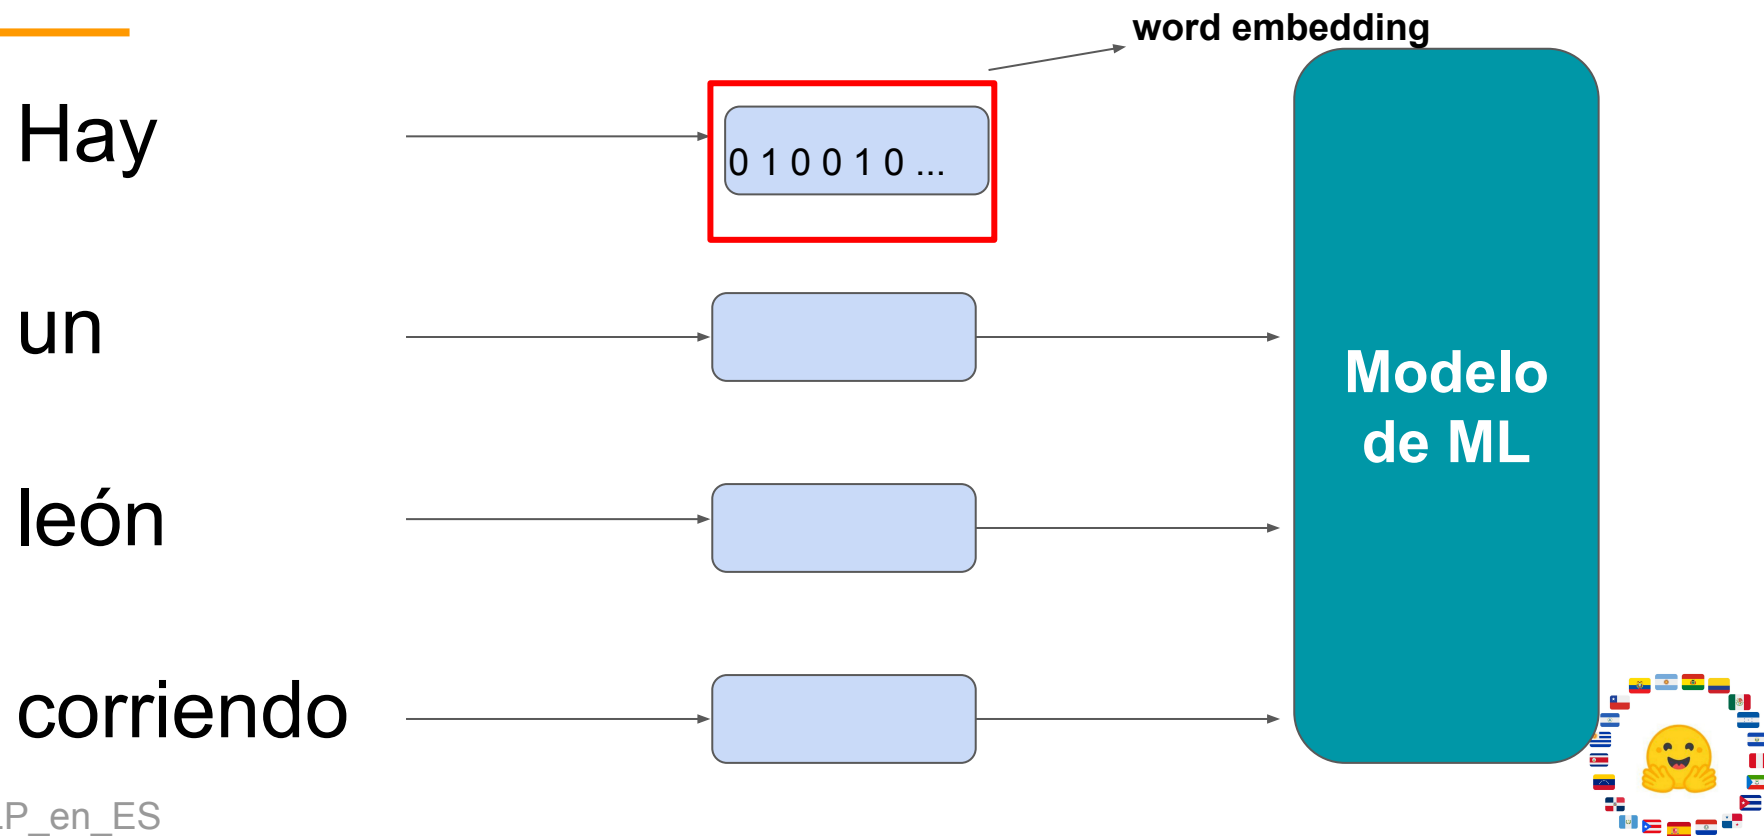 word embedding
Hay
0 1 0 0 1 0 ...
un
león
corriendo
Modelo
de ML
P_en_ES